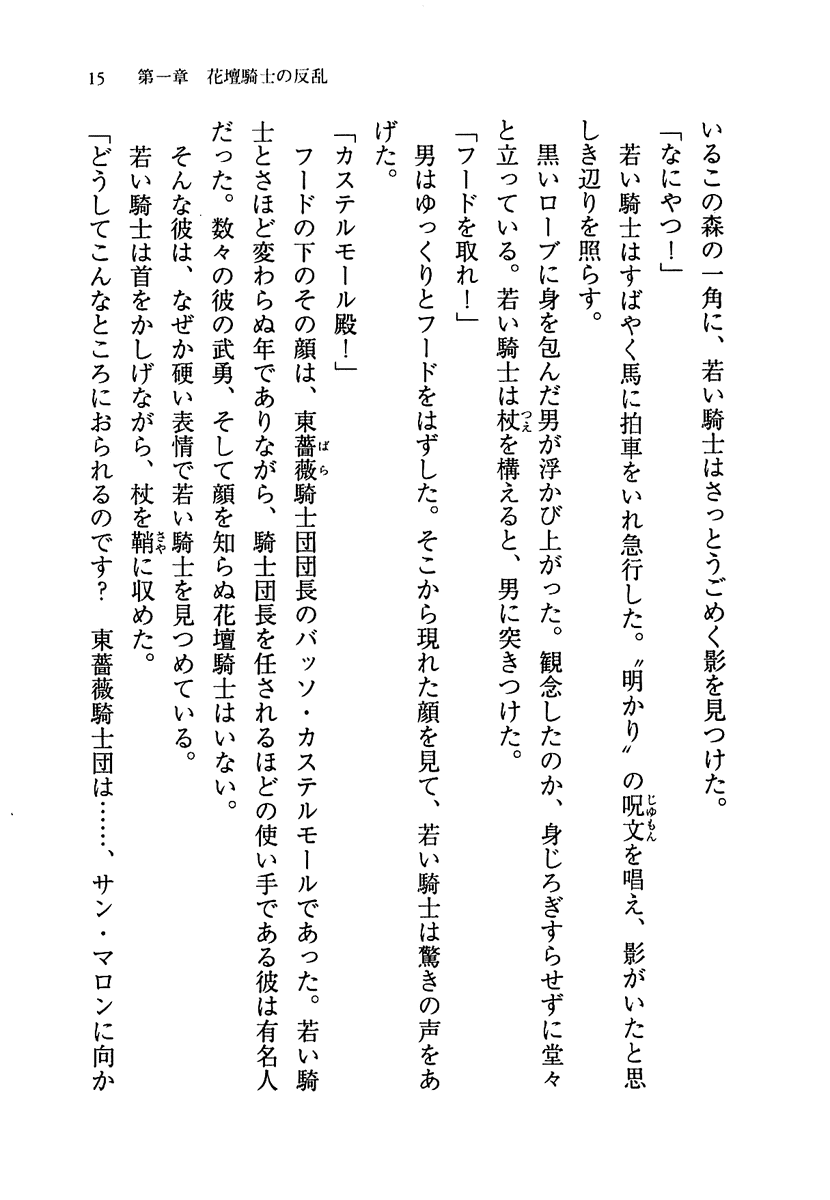 15　第一章　花壇騎士の反乱
いるこの森の一角に、若い騎士はさっとうごめく影を見つけた。
「なにやつ！」
若い騎士はすばやく馬に拍車をいれ急行した。〝明かり〟の呪文を唱え、影がいたと思
じゅもん
しき辺りを照らす。
黒いローブに身を包んだ男が浮かび上がった。観念したのか、身じろぎすらせずに堂々
と立っている。若い騎士は杖を構えると、男に突きつけた。
つえ
「フードを取れ！」
男はゆっくりとフードをはずした。そこから現れた顔を見て、若い騎士は驚きの声をあ
げた。
「カステルモール殿！」
フードの下のその顔は、東薔薇騎士団団長のバッソ・カステルモールであった。若い騎
ばら
士とさほど変わらぬ年でありながら、騎士団長を任されるほどの使い手である彼は有名人
だった。数々の彼の武勇、そして顔を知らぬ花壇騎士はいない。
そんな彼は、なぜか硬い表情で若い騎士を見つめている。
若い騎士は首をかしげながら、杖を鞘に収めた。
さや
「どうしてこんなところにおられるのです？　東薔薇騎士団は……、サン・マロンに向か